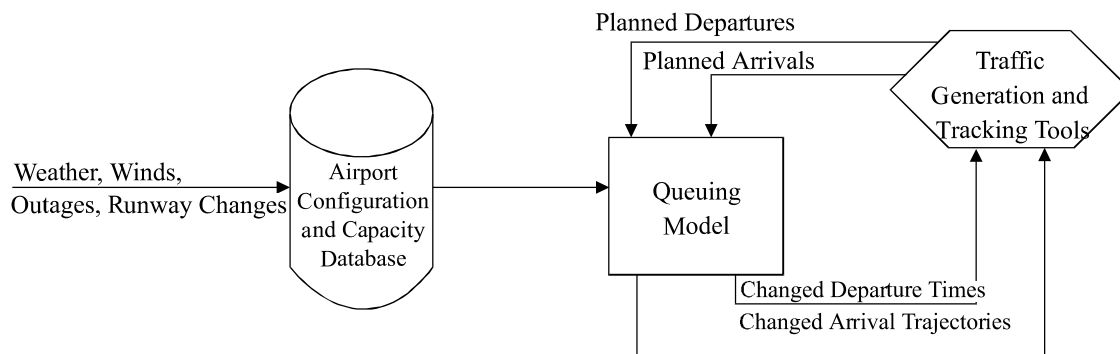 Planned Departures
Planned Arrivals
Traffic
Generation and
Tracking Tools
Weather, Winds,
Outages, Runway Changes
Airport
Configuration
and Capacity
Database
Queuing
Model
Changed Departure Times
Changed Arrival Trajectories